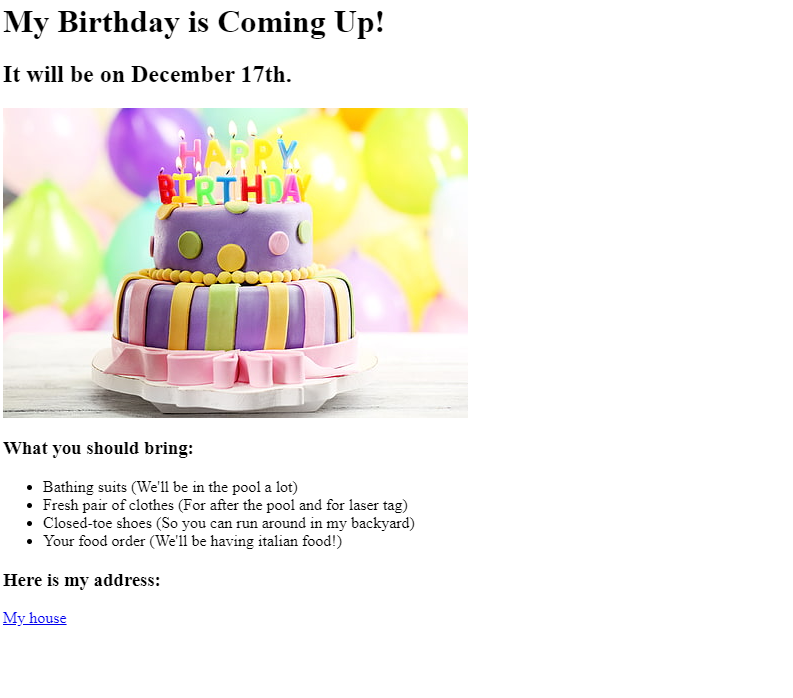 My Birthday is Coming Up!
It will be on December 17th.
HAPPY
BIRTHDAY
What you should bring:
Bathing suits (We'll be in the pool a lot)
Fresh pair of clothes (For after the pool and for laser tag)
Closed-toe shoes (So you can run around in my backyard)
Your food order (We'll be having italian food!)
Here is my address:
My house